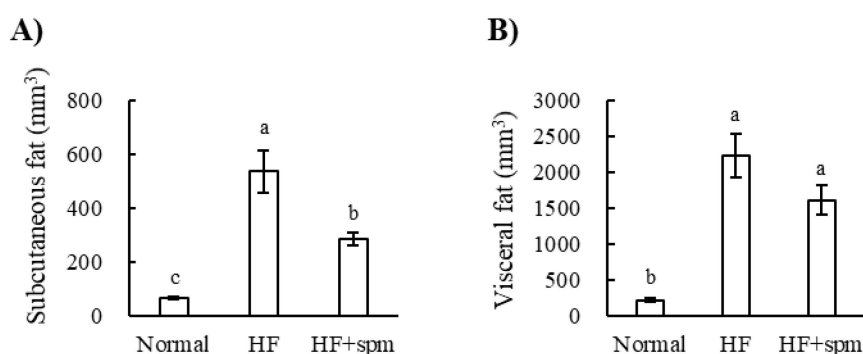 A)
Subcutaneous fat (mm³)
800
600
400
200
0
a
b
c
Normal HF HF+spm
B)
Visceral fat (mm³)
3000
2500
2000
1500
1000
500
0
a
a
b
Normal HF HF+spm